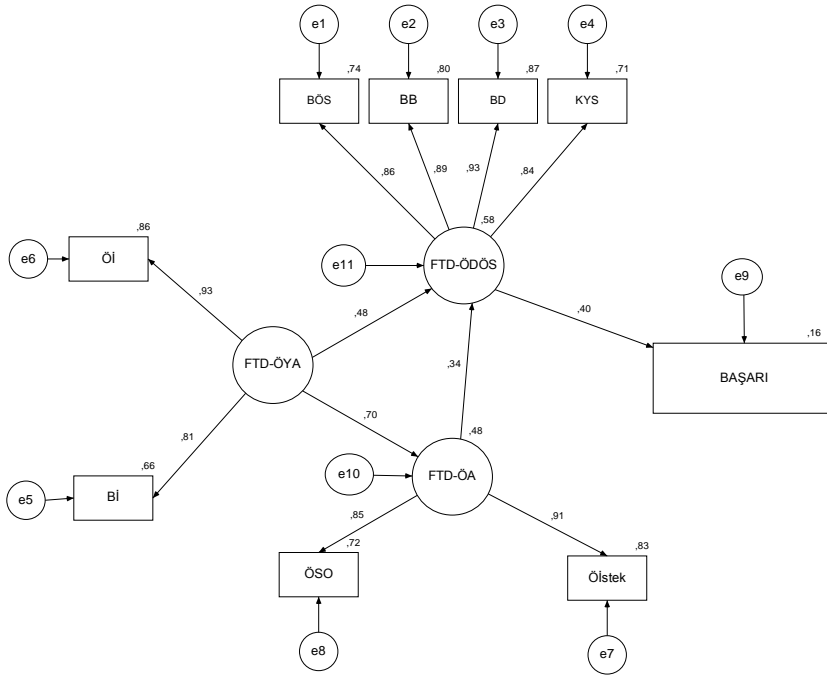 e1
e2
e3
e4
,74
,80
,87
,71
BÖS
BB
BD
KYS
,86
,89
,93
,84
,58
,86
e6
Öİ
e11
FTD-ÖDÖS
e9
,93
,48
,40
,16
FTD-ÖYA
,34
BAŞARI
,70
,81
,48
,66
e10
FTD-ÖA
e5
Bİ
,85
,91
,72
,83
ÖSO
Öİstek
e8
e7